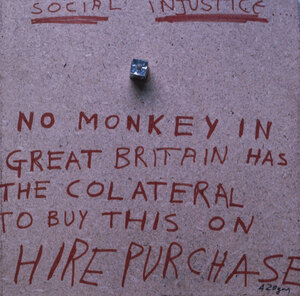 SOCIAL INJUSTICE
NO MONKEY IN
GREAT BRITAIN HAS
THE COLATERAL
TO BUY THIS ON
HIRE PURCHASE